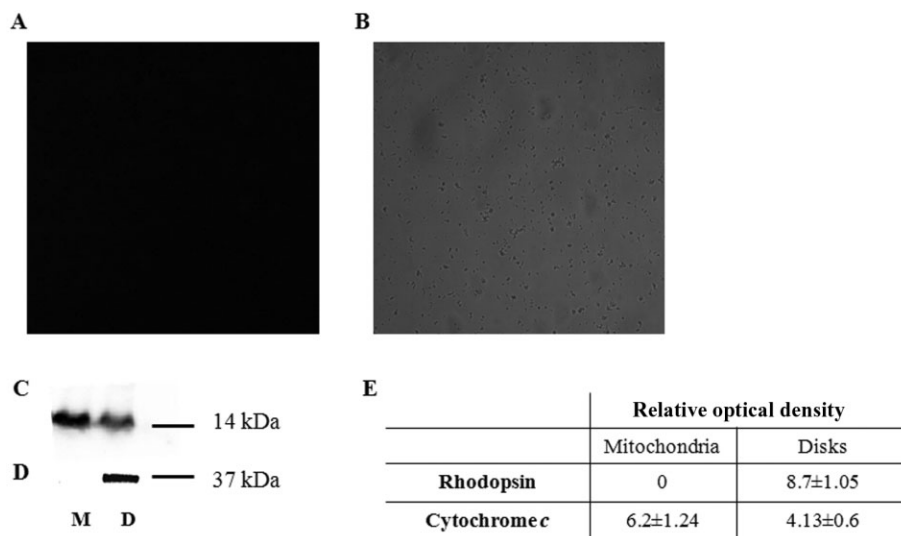 A
B
C
14 kDa
D
37 kDa
M D
E
Relative optical density
Mitochondria Disks
Rhodopsin 0 8.7±1.05
Cytochrome c 6.2±1.24 4.13±0.6